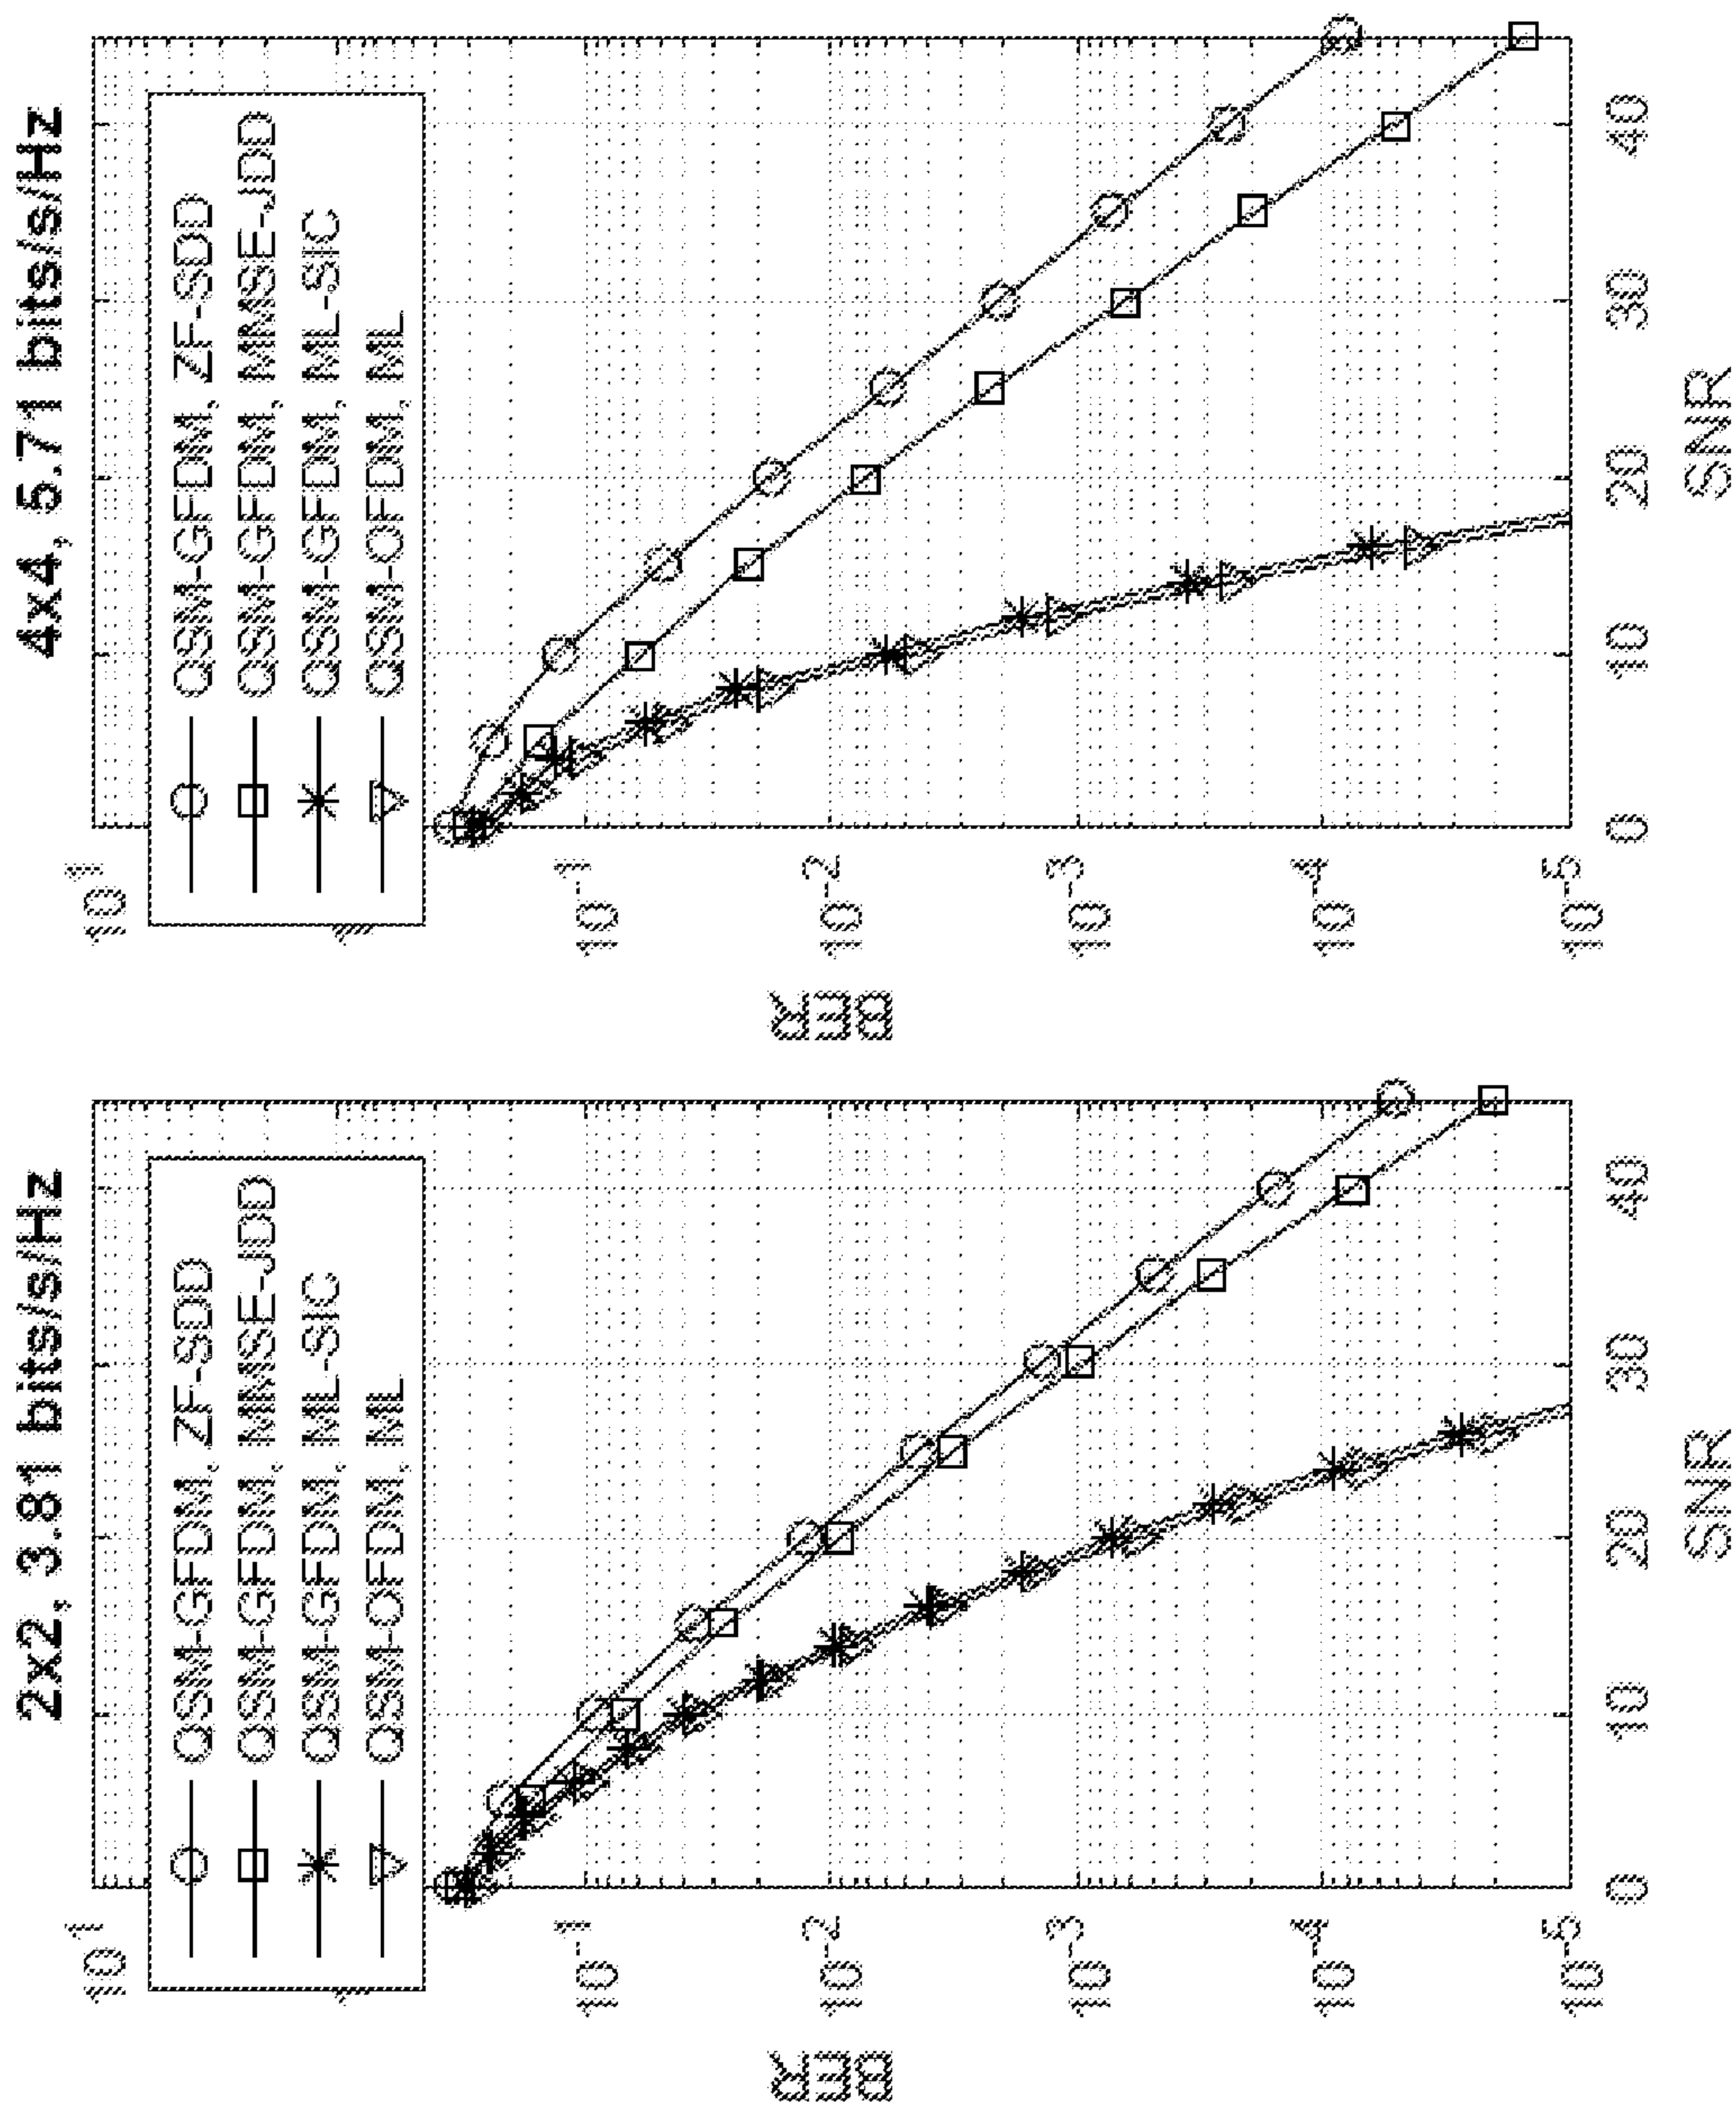 2x2, 3.81 bits/s/Hz
10^1
QSM-GFDM, ZF-SDD
QSM-GFDM, MMSE-JDD
QSM-GFDM, ML-SIC
QSM-OFDM, ML
10^-1
10^-2
10^-3
10^-4
10^-5
BER
0 10 20 30 40
SNR
4x4, 5.71 bits/s/Hz
10^1
QSM-GFDM, ZF-SDD
QSM-GFDM, MMSE-JDD
QSM-GFDM, ML-SIC
QSM-OFDM, ML
10^-1
10^-2
10^-3
10^-4
10^-5
BER
0 10 20 30 40
SNR